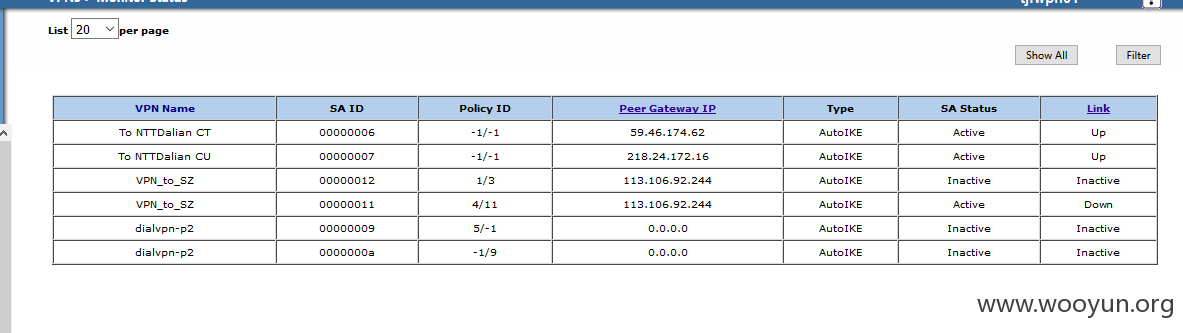 VPNs > Monitor Status
List 20 per page
Show All Filter
VPN Name SA ID Policy ID Peer Gateway IP Type SA Status Link
To NTTDalian CT 00000006 -1/-1 59.46.174.62 AutoIKE Active Up
To NTTDalian CU 00000007 -1/-1 218.24.172.16 AutoIKE Active Up
VPN_to_SZ 00000012 1/3 113.106.92.244 AutoIKE Inactive Inactive
VPN_to_SZ 00000011 4/11 113.106.92.244 AutoIKE Active Down
dialvpn-p2 00000009 5/-1 0.0.0.0 AutoIKE Inactive Inactive
dialvpn-p2 0000000a -1/9 0.0.0.0 AutoIKE Inactive Inactive
www.wooyun.org